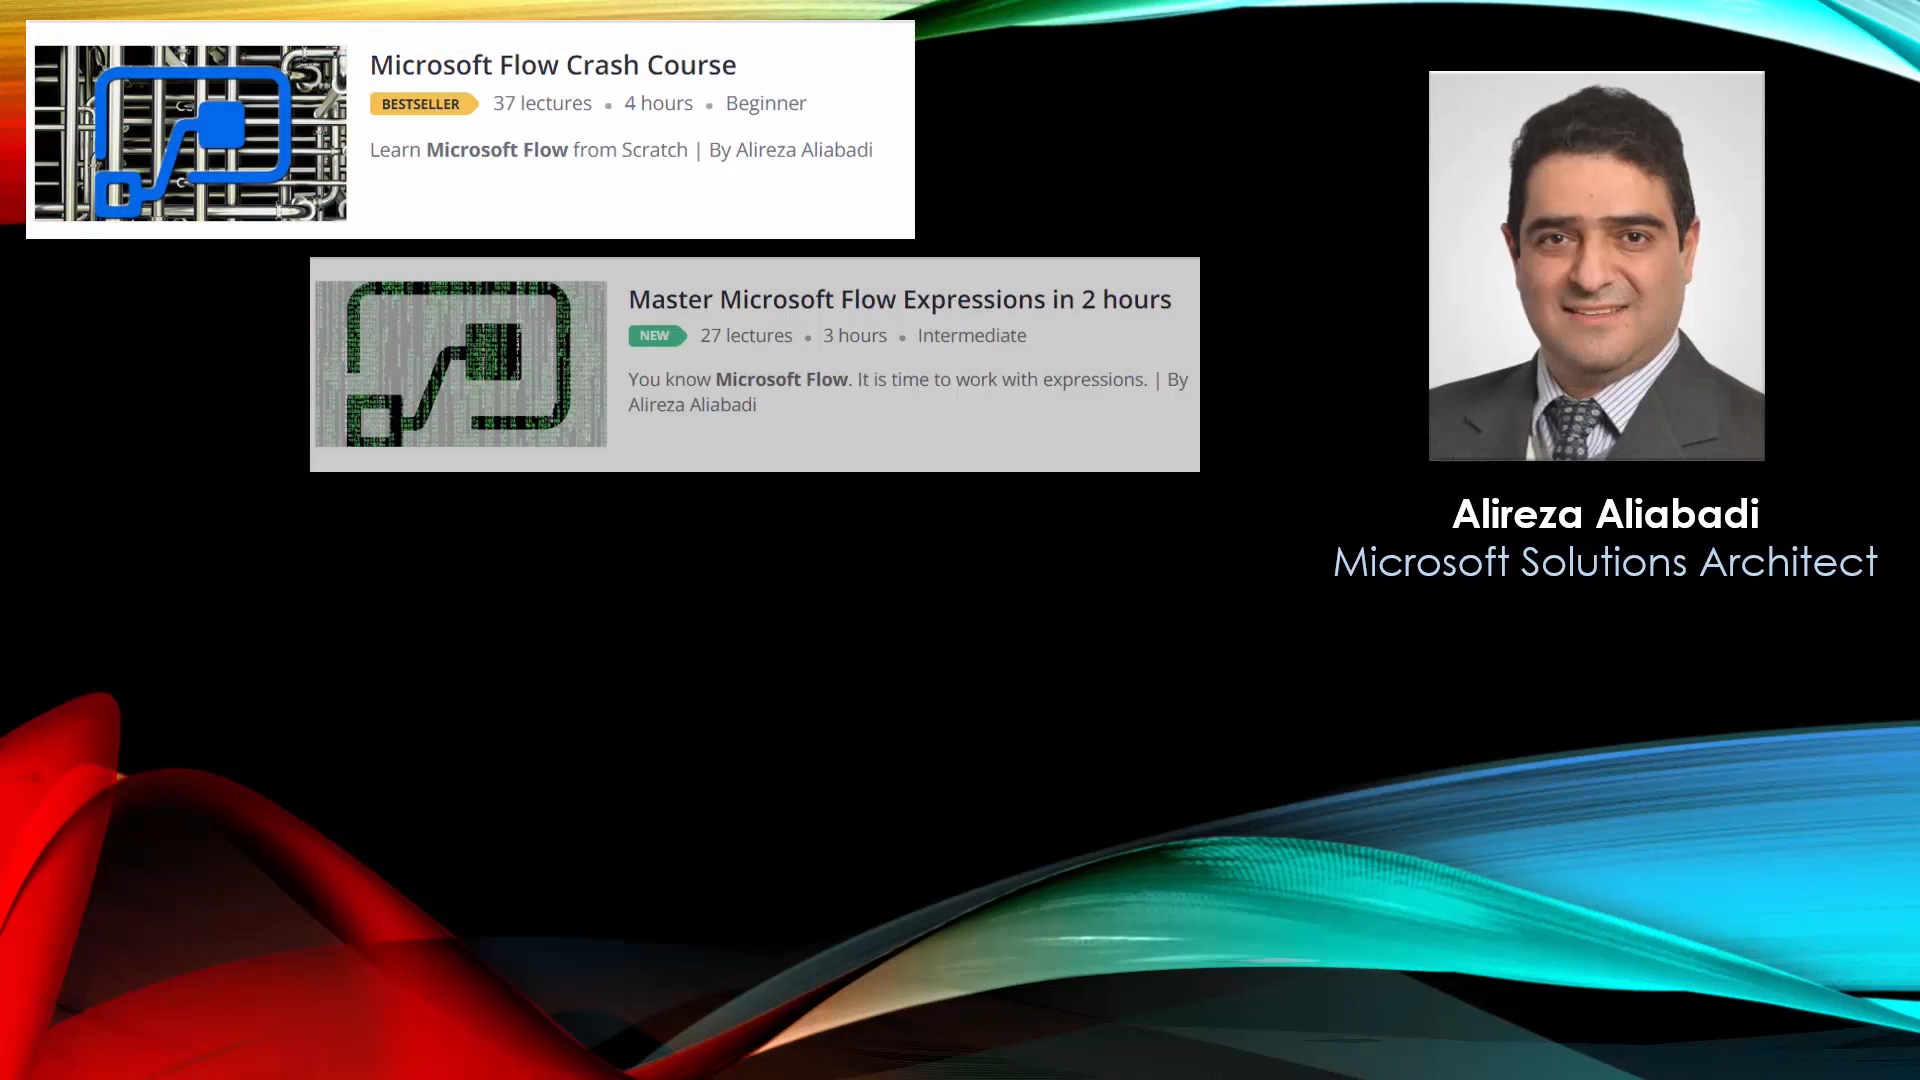 Microsoft Flow Crash Course
BESTSELLER 37 lectures • 4 hours • Beginner
Learn Microsoft Flow from Scratch | By Alireza Aliabadi
Master Microsoft Flow Expressions in 2 hours
NEW 27 lectures • 3 hours • Intermediate
You know Microsoft Flow. It is time to work with expressions. | By
Alireza Aliabadi
Alireza Aliabadi
Microsoft Solutions Architect